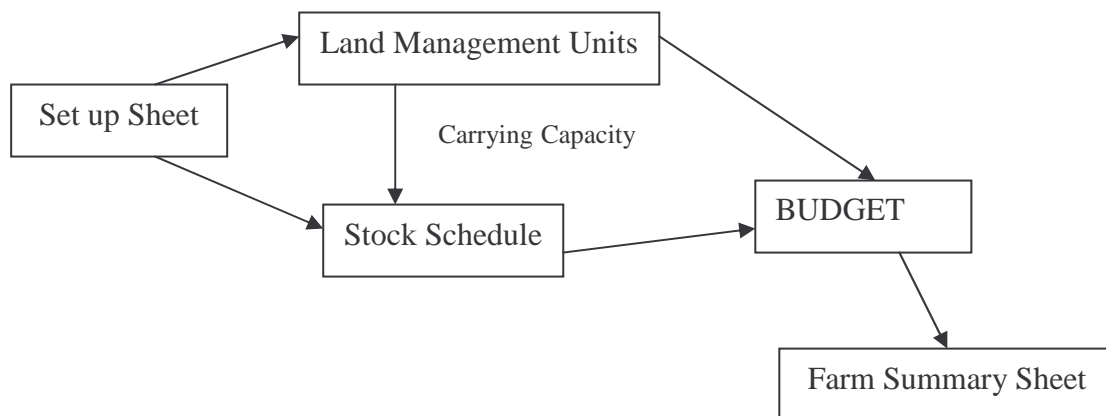 Land Management Units
Set up Sheet
Carrying Capacity
BUDGET
Stock Schedule
Farm Summary Sheet